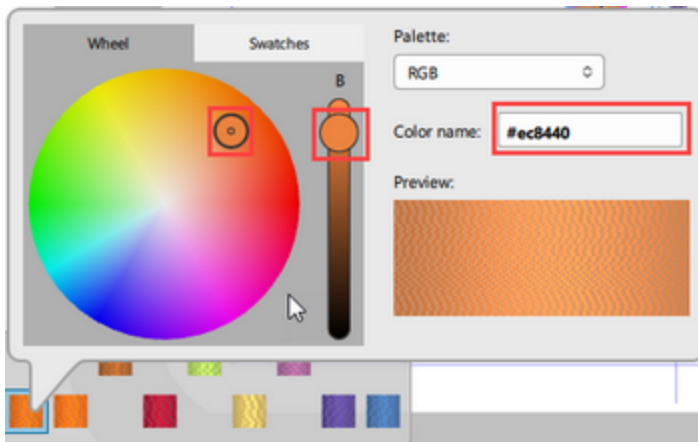 Wheel
Swatches
B
Palette:
RGB
Color name:
#ec8440
Preview: